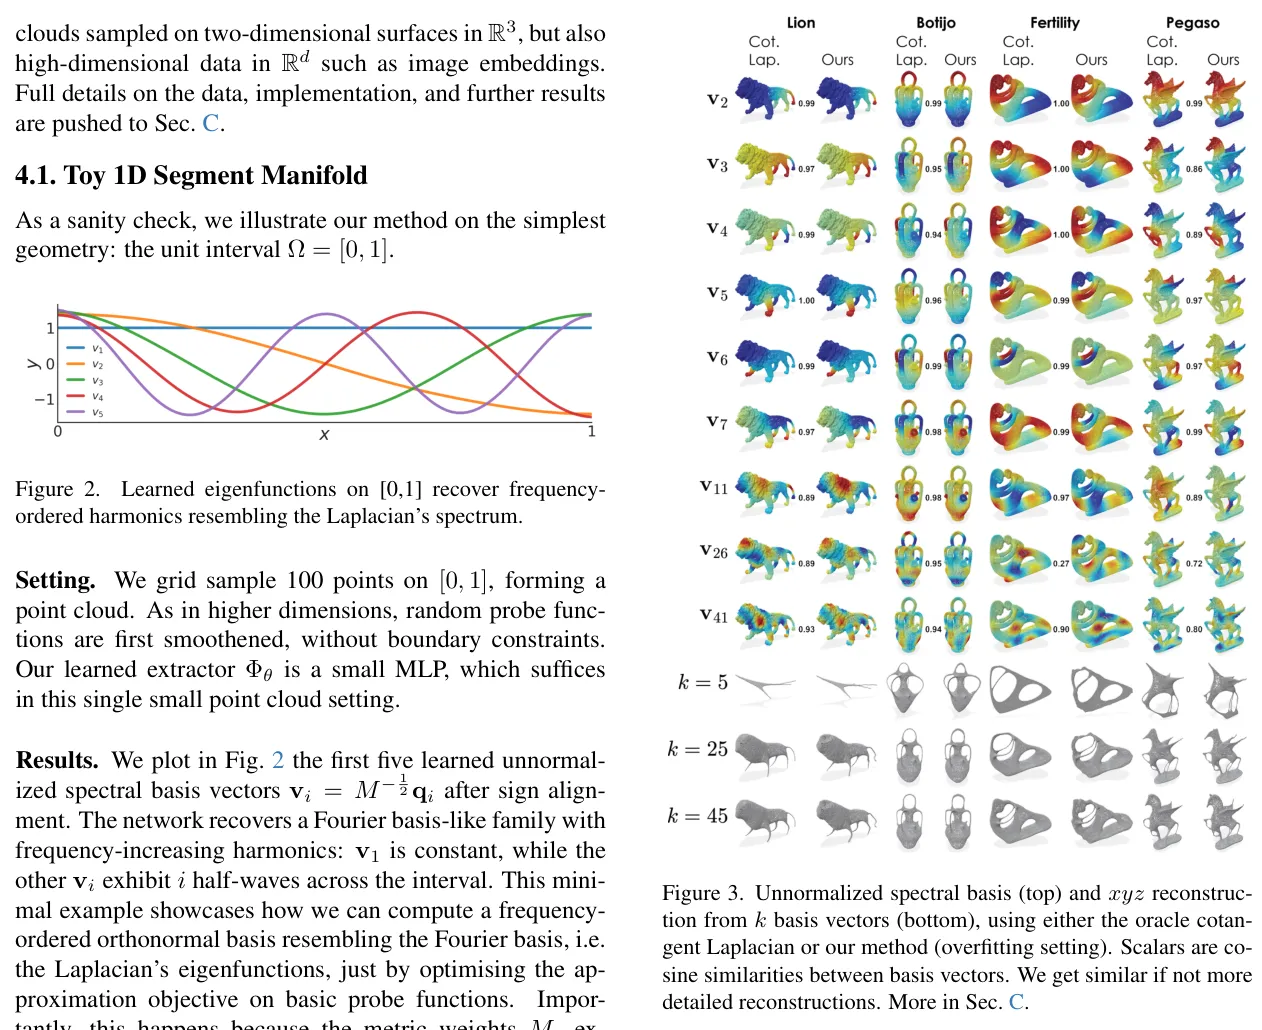 clouds sampled on two-dimensional surfaces in ℝ³, but also
high-dimensional data in ℝᵈ such as image embeddings.
Full details on the data, implementation, and further results
are pushed to Sec. C.
4.1. Toy 1D Segment Manifold
As a sanity check, we illustrate our method on the simplest
geometry: the unit interval Ω = [0, 1].
y
1
0
−1
v₁
v₂
v₃
v₄
v₅
0
x
1
Figure 2. Learned eigenfunctions on [0,1] recover frequency-
ordered harmonics resembling the Laplacian's spectrum.
Setting. We grid sample 100 points on [0, 1], forming a
point cloud. As in higher dimensions, random probe func-
tions are first smoothened, without boundary constraints.
Our learned extractor Φθ is a small MLP, which suffices
in this single small point cloud setting.
Results. We plot in Fig. 2 the first five learned unnormal-
ized spectral basis vectors vᵢ = M^{-1/2}qᵢ after sign align-
ment. The network recovers a Fourier basis-like family with
frequency-increasing harmonics: v₁ is constant, while the
other vᵢ exhibit i half-waves across the interval. This mini-
mal example showcases how we can compute a frequency-
ordered orthonormal basis resembling the Fourier basis, i.e.
the Laplacian's eigenfunctions, just by optimising the ap-
proximation objective on basic probe functions. Impor-
tantly, this happens because the metric weights M ex-
Lion Botijo Fertility Pegaso
Cot. Lap. Ours Cot. Lap. Ours Cot. Lap. Ours Cot. Lap. Ours
v₂ 0.99 0.99 1.00 0.99
v₃ 0.97 0.95 1.00 0.86
v₄ 0.99 0.94 1.00 0.89
v₅ 1.00 0.96 0.99 0.97
v₆ 0.99 0.99 0.99 0.97
v₇ 0.97 0.98 0.99 0.99
v₁₁ 0.89 0.98 0.97 0.89
v₂₆ 0.89 0.95 0.27 0.72
v₄₁ 0.93 0.94 0.90 0.80
k = 5
k = 25
k = 45
Figure 3. Unnormalized spectral basis (top) and xyz reconstruc-
tion from k basis vectors (bottom), using either the oracle cotan-
gent Laplacian or our method (overfitting setting). Scalars are co-
sine similarities between basis vectors. We get similar if not more
detailed reconstructions. More in Sec. C.